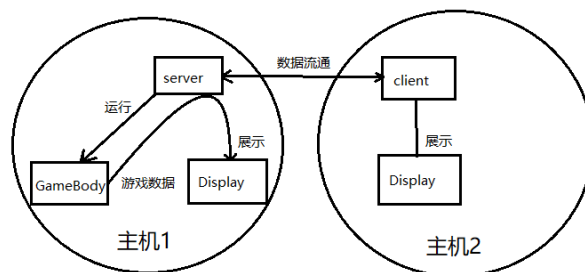 数据流通
server
client
运行
展示
展示
GameBody
游戏数据
Display
Display
主机1
主机2